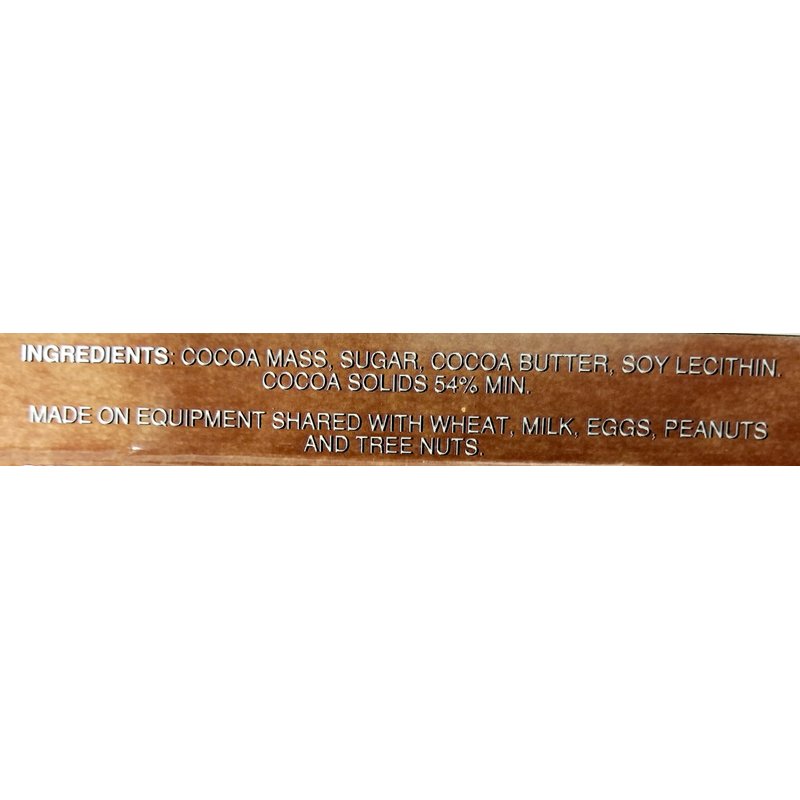 INGREDIENTS: COCOA MASS, SUGAR, COCOA BUTTER, SOY LECITHIN.
COCOA SOLIDS 54% MIN.
MADE ON EQUIPMENT SHARED WITH WHEAT, MILK, EGGS, PEANUTS
AND TREE NUTS.